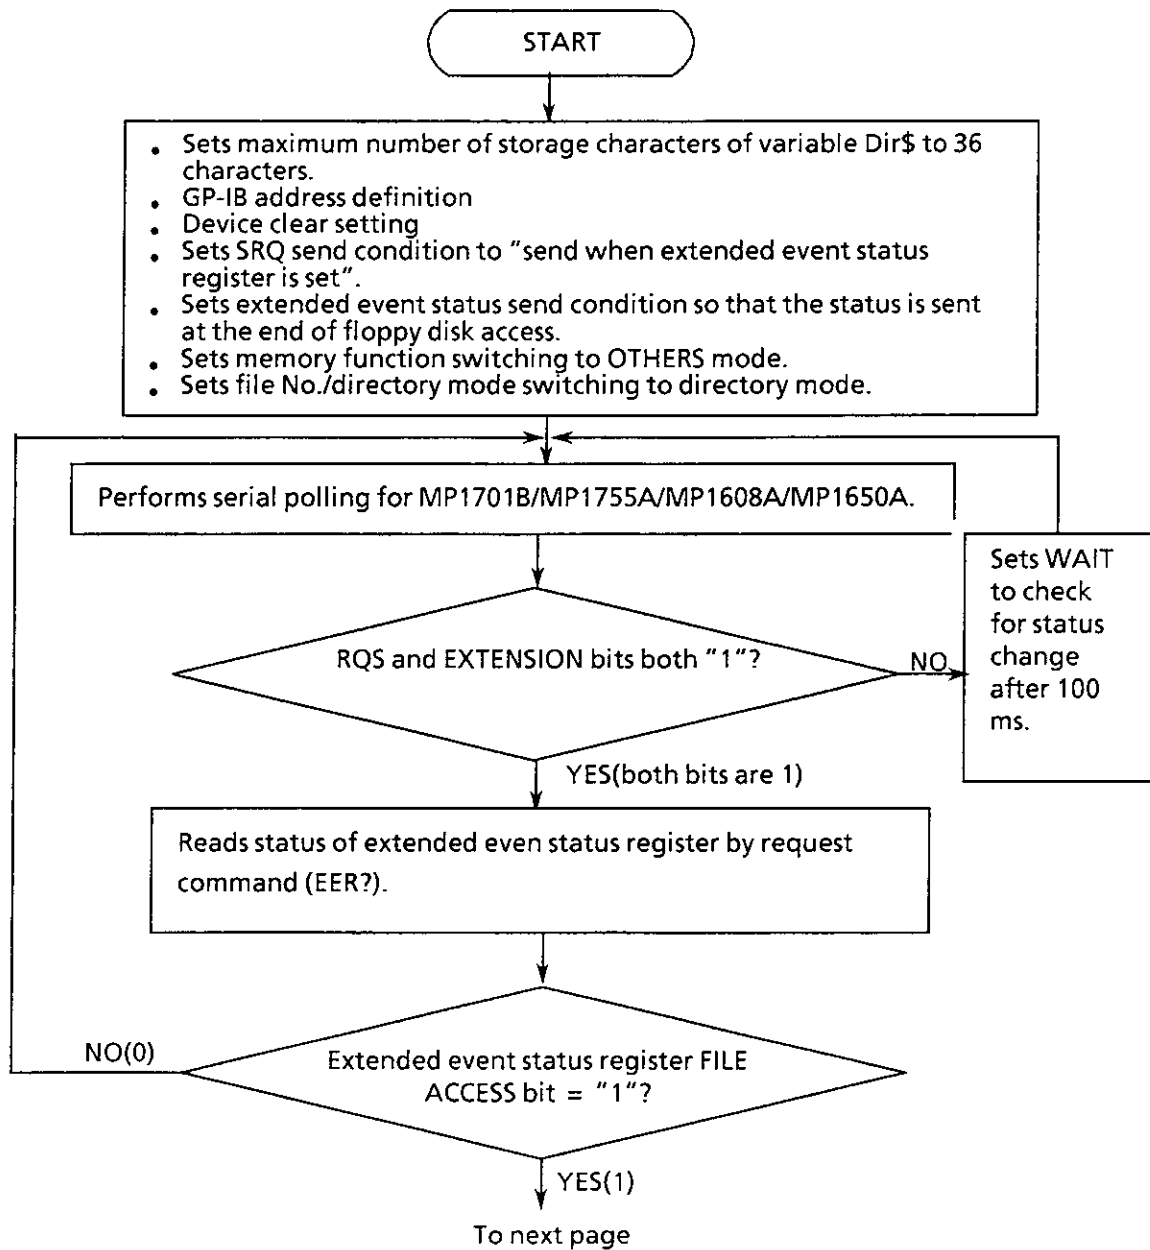 START
• Sets maximum number of storage characters of variable Dir$ to 36
characters.
• GP-IB address definition
• Device clear setting
• Sets SRQ send condition to "send when extended event status
register is set".
• Sets extended event status send condition so that the status is sent
at the end of floppy disk access.
• Sets memory function switching to OTHERS mode.
• Sets file No./directory mode switching to directory mode.
Performs serial polling for MP1701B/MP1755A/MP1608A/MP1650A.
Sets WAIT
to check
for status
change
after 100
ms.
RQS and EXTENSION bits both "1"?
NO
YES(both bits are 1)
Reads status of extended even status register by request
command (EER?).
NO(0)
Extended event status register FILE
ACCESS bit = "1"?
YES(1)
To next page